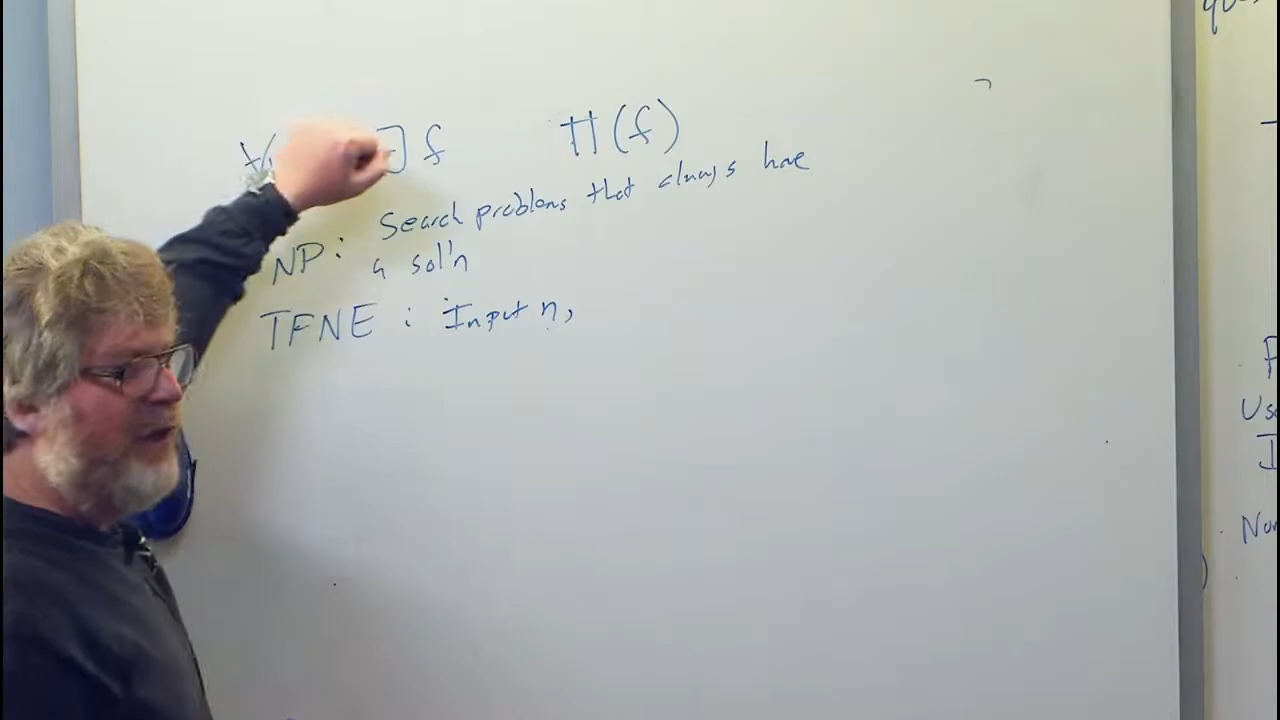 ∃ f Π(f)
NP: Search problems that always have
a sol'n
TFNE : Input n,